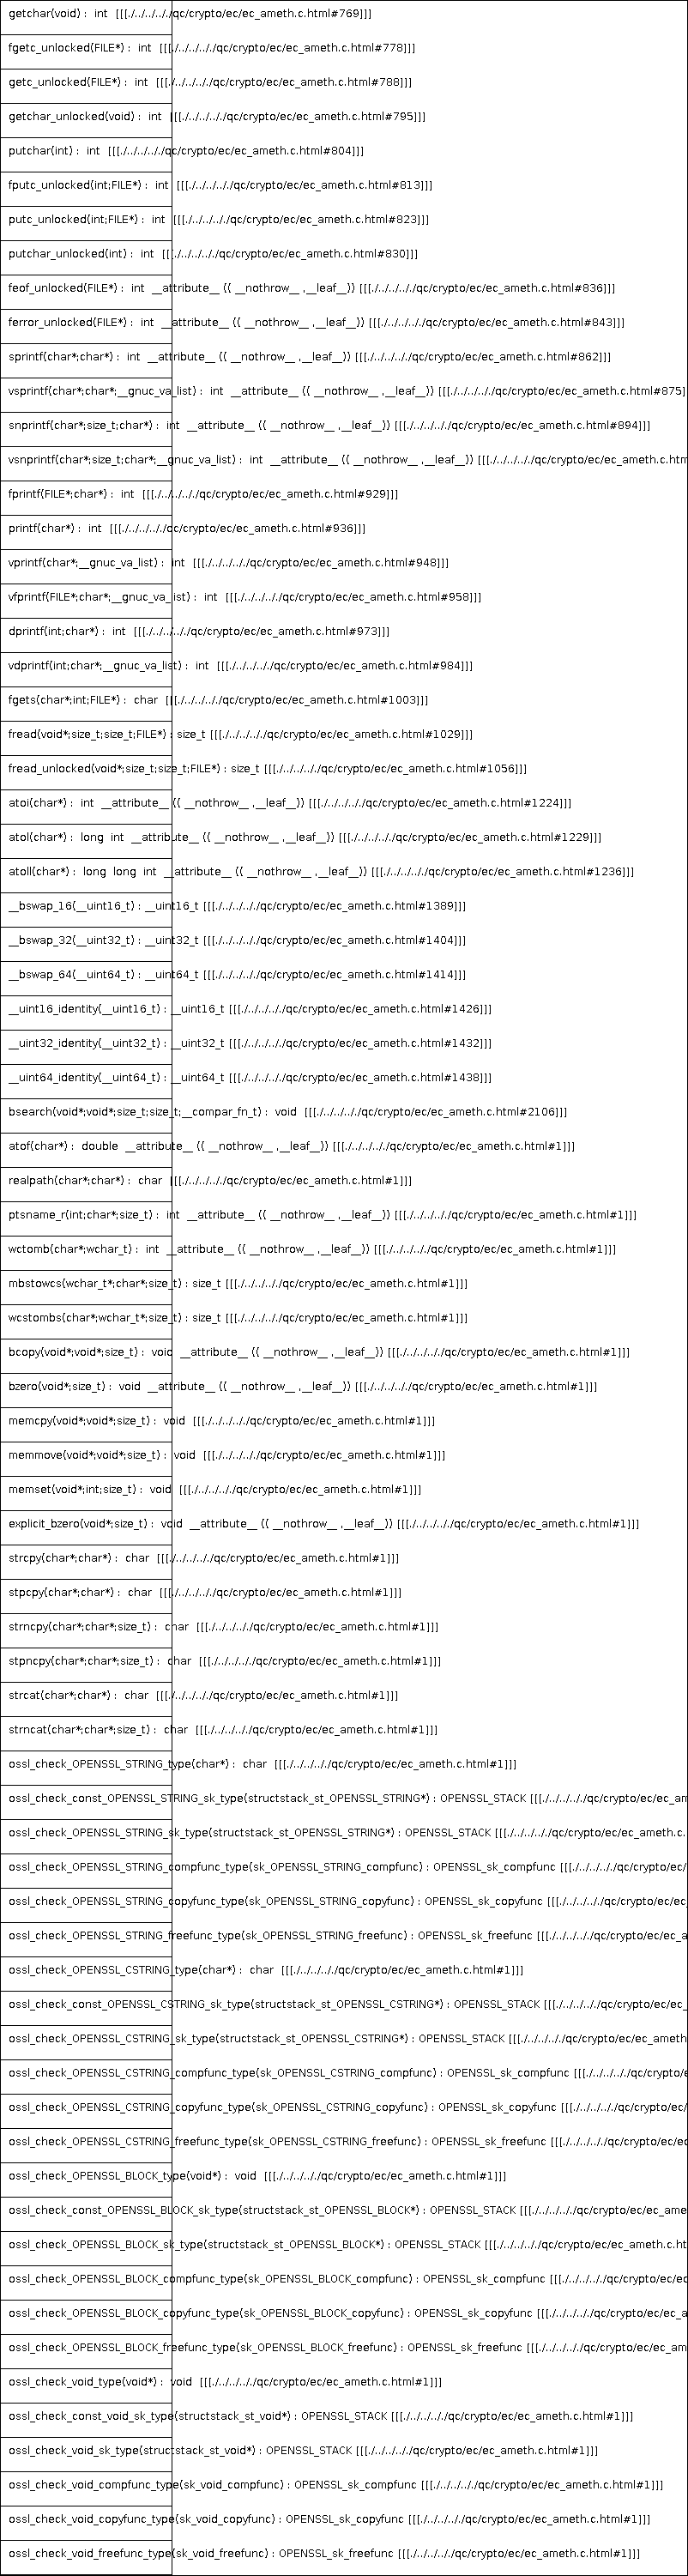 getchar(void) :  int  [[[./../../../../qc/crypto/ec/ec_ameth.c.html#769]]]
fgetc_unlocked(FILE*) :  int  [[[./../../../../qc/crypto/ec/ec_ameth.c.html#778]]]
getc_unlocked(FILE*) :  int  [[[./../../../../qc/crypto/ec/ec_ameth.c.html#788]]]
getchar_unlocked(void) :  int  [[[./../../../../qc/crypto/ec/ec_ameth.c.html#795]]]
putchar(int) :  int  [[[./../../../../qc/crypto/ec/ec_ameth.c.html#804]]]
fputc_unlocked(int;FILE*) :  int  [[[./../../../../qc/crypto/ec/ec_ameth.c.html#813]]]
putc_unlocked(int;FILE*) :  int  [[[./../../../../qc/crypto/ec/ec_ameth.c.html#823]]]
putchar_unlocked(int) :  int  [[[./../../../../qc/crypto/ec/ec_ameth.c.html#830]]]
feof_unlocked(FILE*) :  int  __attribute__ (( __nothrow__ ,__leaf__)) [[[./../../../../qc/crypto/ec/ec_ameth.c.html#836]]]
ferror_unlocked(FILE*) :  int  __attribute__ (( __nothrow__ ,__leaf__)) [[[./../../../../qc/crypto/ec/ec_ameth.c.html#843]]]
sprintf(char*;char*) :  int  __attribute__ (( __nothrow__ ,__leaf__)) [[[./../../../../qc/crypto/ec/ec_ameth.c.html#862]]]
vsprintf(char*;char*;__gnuc_va_list) :  int  __attribute__ (( __nothrow__ ,__leaf__)) [[[./../../../../qc/crypto/ec/ec_ameth.c.html#875]
snprintf(char*;size_t;char*) :  int  __attribute__ (( __nothrow__ ,__leaf__)) [[[./../../../../qc/crypto/ec/ec_ameth.c.html#894]]]
vsnprintf(char*;size_t;char*;__gnuc_va_list) :  int  __attribute__ (( __nothrow__ ,__leaf__)) [[[./../../../../qc/crypto/ec/ec_ameth.c.htm
fprintf(FILE*;char*) :  int  [[[./../../../../qc/crypto/ec/ec_ameth.c.html#929]]]
printf(char*) :  int  [[[./../../../../qc/crypto/ec/ec_ameth.c.html#936]]]
vprintf(char*;__gnuc_va_list) :  int  [[[./../../../../qc/crypto/ec/ec_ameth.c.html#948]]]
vfprintf(FILE*;char*;__gnuc_va_list) :  int  [[[./../../../../qc/crypto/ec/ec_ameth.c.html#958]]]
dprintf(int;char*) :  int  [[[./../../../../qc/crypto/ec/ec_ameth.c.html#973]]]
vdprintf(int;char*;__gnuc_va_list) :  int  [[[./../../../../qc/crypto/ec/ec_ameth.c.html#984]]]
fgets(char*;int;FILE*) :  char  [[[./../../../../qc/crypto/ec/ec_ameth.c.html#1003]]]
fread(void*;size_t;size_t;FILE*) : size_t [[[./../../../../qc/crypto/ec/ec_ameth.c.html#1029]]]
fread_unlocked(void*;size_t;size_t;FILE*) : size_t [[[./../../../../qc/crypto/ec/ec_ameth.c.html#1056]]]
atoi(char*) :  int  __attribute__ (( __nothrow__ ,__leaf__)) [[[./../../../../qc/crypto/ec/ec_ameth.c.html#1224]]]
atol(char*) :  long  int  __attribute__ (( __nothrow__ ,__leaf__)) [[[./../../../../qc/crypto/ec/ec_ameth.c.html#1229]]]
atoll(char*) :  long  long  int  __attribute__ (( __nothrow__ ,__leaf__)) [[[./../../../../qc/crypto/ec/ec_ameth.c.html#1236]]]
__bswap_16(__uint16_t) : __uint16_t [[[./../../../../qc/crypto/ec/ec_ameth.c.html#1389]]]
__bswap_32(__uint32_t) : __uint32_t [[[./../../../../qc/crypto/ec/ec_ameth.c.html#1404]]]
__bswap_64(__uint64_t) : __uint64_t [[[./../../../../qc/crypto/ec/ec_ameth.c.html#1414]]]
__uint16_identity(__uint16_t) : __uint16_t [[[./../../../../qc/crypto/ec/ec_ameth.c.html#1426]]]
__uint32_identity(__uint32_t) : __uint32_t [[[./../../../../qc/crypto/ec/ec_ameth.c.html#1432]]]
__uint64_identity(__uint64_t) : __uint64_t [[[./../../../../qc/crypto/ec/ec_ameth.c.html#1438]]]
bsearch(void*;void*;size_t;size_t;__compar_fn_t) :  void  [[[./../../../../qc/crypto/ec/ec_ameth.c.html#2106]]]
atof(char*) :  double  __attribute__ (( __nothrow__ ,__leaf__)) [[[./../../../../qc/crypto/ec/ec_ameth.c.html#1]]]
realpath(char*;char*) :  char  [[[./../../../../qc/crypto/ec/ec_ameth.c.html#1]]]
ptsname_r(int;char*;size_t) :  int  __attribute__ (( __nothrow__ ,__leaf__)) [[[./../../../../qc/crypto/ec/ec_ameth.c.html#1]]]
wctomb(char*;wchar_t) :  int  __attribute__ (( __nothrow__ ,__leaf__)) [[[./../../../../qc/crypto/ec/ec_ameth.c.html#1]]]
mbstowcs(wchar_t*;char*;size_t) : size_t [[[./../../../../qc/crypto/ec/ec_ameth.c.html#1]]]
wcstombs(char*;wchar_t*;size_t) : size_t [[[./../../../../qc/crypto/ec/ec_ameth.c.html#1]]]
bcopy(void*;void*;size_t) :  void  __attribute__ (( __nothrow__ ,__leaf__)) [[[./../../../../qc/crypto/ec/ec_ameth.c.html#1]]]
bzero(void*;size_t) :  void  __attribute__ (( __nothrow__ ,__leaf__)) [[[./../../../../qc/crypto/ec/ec_ameth.c.html#1]]]
memcpy(void*;void*;size_t) :  void  [[[./../../../../qc/crypto/ec/ec_ameth.c.html#1]]]
memmove(void*;void*;size_t) :  void  [[[./../../../../qc/crypto/ec/ec_ameth.c.html#1]]]
memset(void*;int;size_t) :  void  [[[./../../../../qc/crypto/ec/ec_ameth.c.html#1]]]
explicit_bzero(void*;size_t) :  void  __attribute__ (( __nothrow__ ,__leaf__)) [[[./../../../../qc/crypto/ec/ec_ameth.c.html#1]]]
strcpy(char*;char*) :  char  [[[./../../../../qc/crypto/ec/ec_ameth.c.html#1]]]
stpcpy(char*;char*) :  char  [[[./../../../../qc/crypto/ec/ec_ameth.c.html#1]]]
strncpy(char*;char*;size_t) :  char  [[[./../../../../qc/crypto/ec/ec_ameth.c.html#1]]]
stpncpy(char*;char*;size_t) :  char  [[[./../../../../qc/crypto/ec/ec_ameth.c.html#1]]]
strcat(char*;char*) :  char  [[[./../../../../qc/crypto/ec/ec_ameth.c.html#1]]]
strncat(char*;char*;size_t) :  char  [[[./../../../../qc/crypto/ec/ec_ameth.c.html#1]]]
ossl_check_OPENSSL_STRING_type(char*) :  char  [[[./../../../../qc/crypto/ec/ec_ameth.c.html#1]]]
ossl_check_const_OPENSSL_STRING_sk_type(structstack_st_OPENSSL_STRING*) : OPENSSL_STACK [[[./../../../../qc/crypto/ec/ec_am
ossl_check_OPENSSL_STRING_sk_type(structstack_st_OPENSSL_STRING*) : OPENSSL_STACK [[[./../../../../qc/crypto/ec/ec_ameth.c.
ossl_check_OPENSSL_STRING_compfunc_type(sk_OPENSSL_STRING_compfunc) : OPENSSL_sk_compfunc [[[./../../../../qc/crypto/ec/
ossl_check_OPENSSL_STRING_copyfunc_type(sk_OPENSSL_STRING_copyfunc) : OPENSSL_sk_copyfunc [[[./../../../../qc/crypto/ec/ec_
ossl_check_OPENSSL_STRING_freefunc_type(sk_OPENSSL_STRING_freefunc) : OPENSSL_sk_freefunc [[[./../../../../qc/crypto/ec/ec_a
ossl_check_OPENSSL_CSTRING_type(char*) :  char  [[[./../../../../qc/crypto/ec/ec_ameth.c.html#1]]]
ossl_check_const_OPENSSL_CSTRING_sk_type(structstack_st_OPENSSL_CSTRING*) : OPENSSL_STACK [[[./../../../../qc/crypto/ec/ec_
ossl_check_OPENSSL_CSTRING_sk_type(structstack_st_OPENSSL_CSTRING*) : OPENSSL_STACK [[[./../../../../qc/crypto/ec/ec_ameth
ossl_check_OPENSSL_CSTRING_compfunc_type(sk_OPENSSL_CSTRING_compfunc) : OPENSSL_sk_compfunc [[[./../../../../qc/crypto/e
ossl_check_OPENSSL_CSTRING_copyfunc_type(sk_OPENSSL_CSTRING_copyfunc) : OPENSSL_sk_copyfunc [[[./../../../../qc/crypto/ec/
ossl_check_OPENSSL_CSTRING_freefunc_type(sk_OPENSSL_CSTRING_freefunc) : OPENSSL_sk_freefunc [[[./../../../../qc/crypto/ec/ec
ossl_check_OPENSSL_BLOCK_type(void*) :  void  [[[./../../../../qc/crypto/ec/ec_ameth.c.html#1]]]
ossl_check_const_OPENSSL_BLOCK_sk_type(structstack_st_OPENSSL_BLOCK*) : OPENSSL_STACK [[[./../../../../qc/crypto/ec/ec_ame
ossl_check_OPENSSL_BLOCK_sk_type(structstack_st_OPENSSL_BLOCK*) : OPENSSL_STACK [[[./../../../../qc/crypto/ec/ec_ameth.c.ht
ossl_check_OPENSSL_BLOCK_compfunc_type(sk_OPENSSL_BLOCK_compfunc) : OPENSSL_sk_compfunc [[[./../../../../qc/crypto/ec/ec
ossl_check_OPENSSL_BLOCK_copyfunc_type(sk_OPENSSL_BLOCK_copyfunc) : OPENSSL_sk_copyfunc [[[./../../../../qc/crypto/ec/ec_a
ossl_check_OPENSSL_BLOCK_freefunc_type(sk_OPENSSL_BLOCK_freefunc) : OPENSSL_sk_freefunc [[[./../../../../qc/crypto/ec/ec_am
ossl_check_void_type(void*) :  void  [[[./../../../../qc/crypto/ec/ec_ameth.c.html#1]]]
ossl_check_const_void_sk_type(structstack_st_void*) : OPENSSL_STACK [[[./../../../../qc/crypto/ec/ec_ameth.c.html#1]]]
ossl_check_void_sk_type(structstack_st_void*) : OPENSSL_STACK [[[./../../../../qc/crypto/ec/ec_ameth.c.html#1]]]
ossl_check_void_compfunc_type(sk_void_compfunc) : OPENSSL_sk_compfunc [[[./../../../../qc/crypto/ec/ec_ameth.c.html#1]]]
ossl_check_void_copyfunc_type(sk_void_copyfunc) : OPENSSL_sk_copyfunc [[[./../../../../qc/crypto/ec/ec_ameth.c.html#1]]]
ossl_check_void_freefunc_type(sk_void_freefunc) : OPENSSL_sk_freefunc [[[./../../../../qc/crypto/ec/ec_ameth.c.html#1]]]